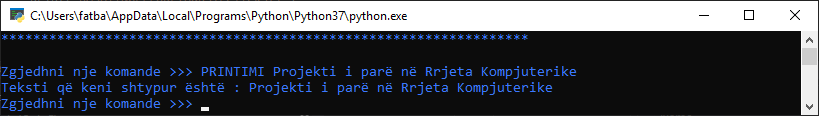 C:\Users\fatba\AppData\Local\Programs\Python\Python37\python.exe
******************************************************************
Zgjedhni nje komande >>> PRINTIMI Projekti i parë në Rrjeta Kompjuterike
Teksti që keni shtypur është : Projekti i parë në Rrjeta Kompjuterike
Zgjedhni nje komande >>>